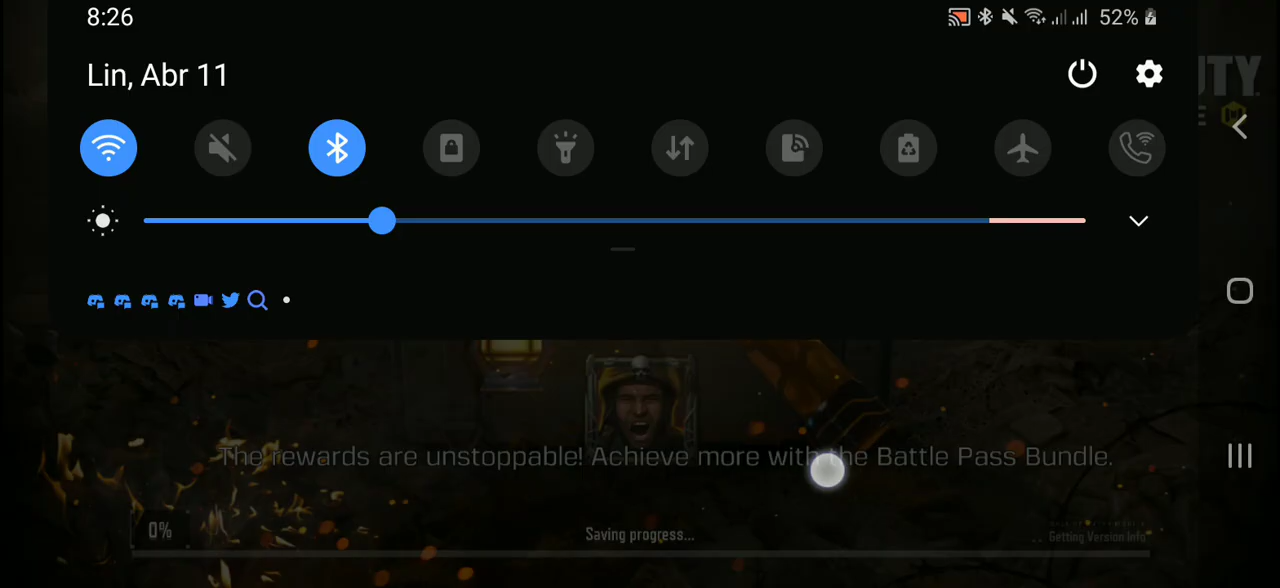 8:26
52%
Lin, Abr 11
UTY
The rewards are unstoppable! Achieve more with the Battle Pass Bundle.
0%
Saving progress...
Getting Version Info